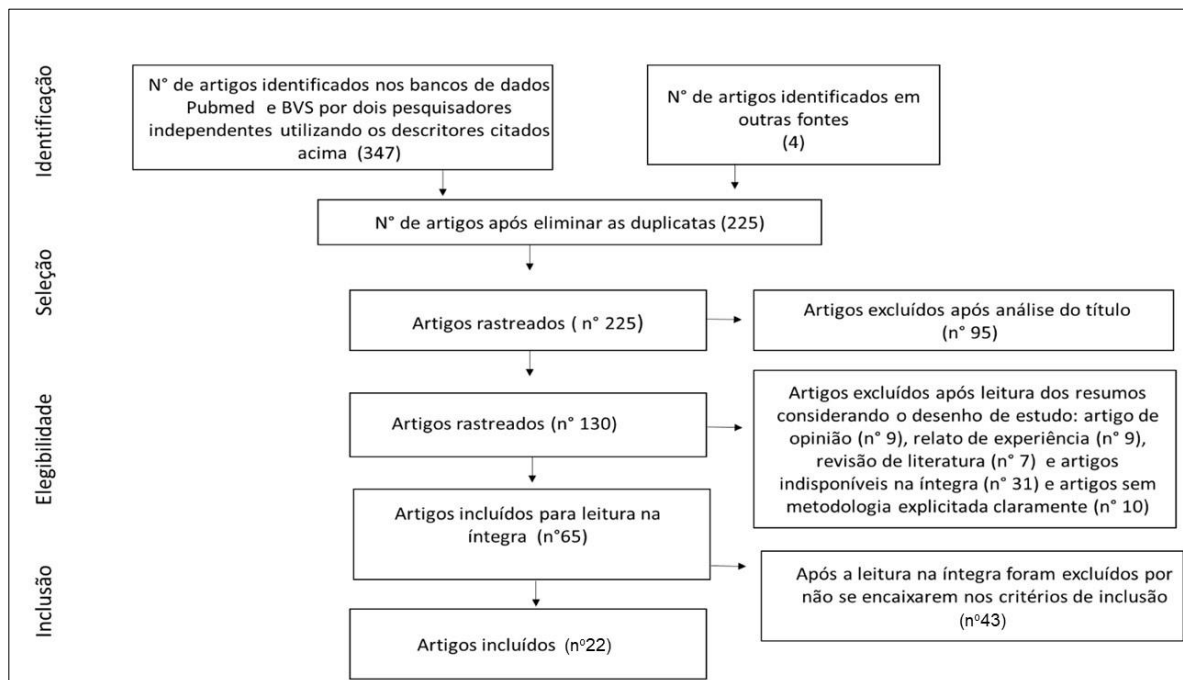 Identificação
N° de artigos identificados nos bancos de dados
Pubmed e BVS por dois pesquisadores
independentes utilizando os descritores citados
acima (347)
N° de artigos identificados em
outras fontes
(4)
N° de artigos após eliminar as duplicatas (225)
Seleção
Artigos rastreados ( n° 225)
Artigos excluídos após análise do título
(n° 95)
Elegibilidade
Artigos rastreados (n° 130)
Artigos excluídos após leitura dos resumos
considerando o desenho de estudo: artigo de
opinião (n° 9), relato de experiência (n° 9),
revisão de literatura (n° 7) e artigos
indisponíveis na íntegra (n° 31) e artigos sem
metodologia explicitada claramente (n° 10)
Artigos incluídos para leitura na
íntegra (n°65)
Inclusão
Após a leitura na íntegra foram excluídos por
não se encaixarem nos critérios de inclusão
(nº43)
Artigos incluídos (nº22)